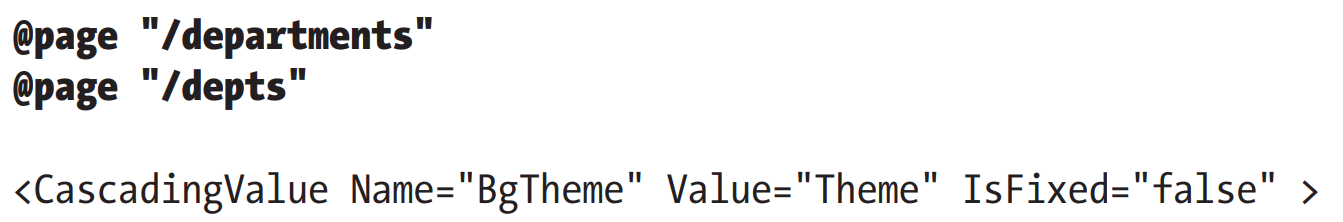 @page "/departments"
@page "/depts"
<CascadingValue Name="BgTheme" Value="Theme" IsFixed="false" >